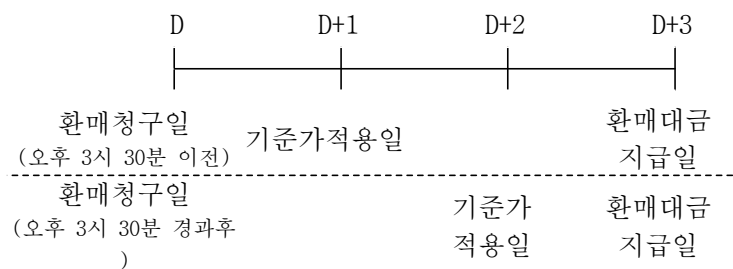 D D+1 D+2 D+3
환매청구일
(오후 3시 30분 이전)
기준가적용일
환매대금
지급일
환매청구일
(오후 3시 30분 경과후
)
기준가
적용일
환매대금
지급일